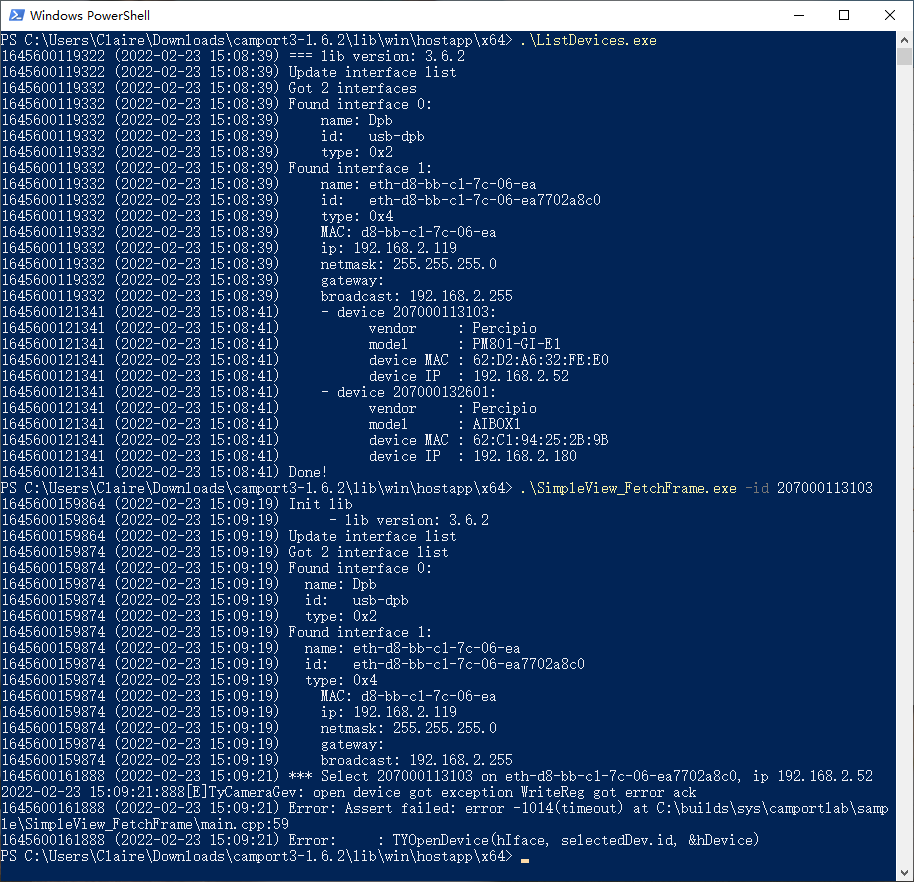 Windows PowerShell
PS C:\Users\Claire\Downloads\camport3-1.6.2\lib\win\hostapp\x64> .\ListDevices.exe
1645600119322 (2022-02-23 15:08:39) === lib version: 3.6.2
1645600119332 (2022-02-23 15:08:39) Update interface list
1645600119332 (2022-02-23 15:08:39) Got 2 interfaces
1645600119332 (2022-02-23 15:08:39) Found interface 0:
1645600119332 (2022-02-23 15:08:39)     name: Dpb
1645600119332 (2022-02-23 15:08:39)     id:   usb-dpb
1645600119332 (2022-02-23 15:08:39)     type: 0x2
1645600119332 (2022-02-23 15:08:39) Found interface 1:
1645600119332 (2022-02-23 15:08:39)     name: eth-d8-bb-c1-7c-06-ea
1645600119332 (2022-02-23 15:08:39)     id:   eth-d8-bb-c1-7c-06-ea7702a8c0
1645600119332 (2022-02-23 15:08:39)     type: 0x4
1645600119332 (2022-02-23 15:08:39)     MAC: d8-bb-c1-7c-06-ea
1645600119332 (2022-02-23 15:08:39)     ip: 192.168.2.119
1645600119332 (2022-02-23 15:08:39)     netmask: 255.255.255.0
1645600119332 (2022-02-23 15:08:39)     gateway:
1645600119332 (2022-02-23 15:08:39)     broadcast: 192.168.2.255
1645600121341 (2022-02-23 15:08:41)     - device 207000113103:
1645600121341 (2022-02-23 15:08:41)           vendor     : Percipio
1645600121341 (2022-02-23 15:08:41)           model      : PM801-GI-E1
1645600121341 (2022-02-23 15:08:41)           device MAC : 62:D2:A6:32:FE:E0
1645600121341 (2022-02-23 15:08:41)           device IP  : 192.168.2.52
1645600121341 (2022-02-23 15:08:41)     - device 207000132601:
1645600121341 (2022-02-23 15:08:41)           vendor     : Percipio
1645600121341 (2022-02-23 15:08:41)           model      : AIBOX1
1645600121341 (2022-02-23 15:08:41)           device MAC : 62:C1:94:25:2B:9B
1645600121341 (2022-02-23 15:08:41)           device IP  : 192.168.2.180
1645600121341 (2022-02-23 15:08:41) Done!
PS C:\Users\Claire\Downloads\camport3-1.6.2\lib\win\hostapp\x64> .\SimpleView_FetchFrame.exe -id 207000113103
1645600159864 (2022-02-23 15:09:19) Init lib
1645600159864 (2022-02-23 15:09:19)      - lib version: 3.6.2
1645600159864 (2022-02-23 15:09:19) Update interface list
1645600159874 (2022-02-23 15:09:19) Got 2 interface list
1645600159874 (2022-02-23 15:09:19) Found interface 0:
1645600159874 (2022-02-23 15:09:19)   name: Dpb
1645600159874 (2022-02-23 15:09:19)   id:   usb-dpb
1645600159874 (2022-02-23 15:09:19)   type: 0x2
1645600159874 (2022-02-23 15:09:19) Found interface 1:
1645600159874 (2022-02-23 15:09:19)   name: eth-d8-bb-c1-7c-06-ea
1645600159874 (2022-02-23 15:09:19)   id:   eth-d8-bb-c1-7c-06-ea7702a8c0
1645600159874 (2022-02-23 15:09:19)   type: 0x4
1645600159874 (2022-02-23 15:09:19)     MAC: d8-bb-c1-7c-06-ea
1645600159874 (2022-02-23 15:09:19)     ip: 192.168.2.119
1645600159874 (2022-02-23 15:09:19)     netmask: 255.255.255.0
1645600159874 (2022-02-23 15:09:19)     gateway:
1645600159874 (2022-02-23 15:09:19)     broadcast: 192.168.2.255
1645600161888 (2022-02-23 15:09:21) *** Select 207000113103 on eth-d8-bb-c1-7c-06-ea7702a8c0, ip 192.168.2.52
2022-02-23 15:09:21:888[E]TyCameraGev: open device got exception WriteReg got error ack
1645600161888 (2022-02-23 15:09:21) Error: Assert failed: error -1014(timeout) at C:\builds\sys\camportlab\samp
le\SimpleView_FetchFrame\main.cpp:59
1645600161888 (2022-02-23 15:09:21) Error:     : TYOpenDevice(hIface, selectedDev.id, &hDevice)
PS C:\Users\Claire\Downloads\camport3-1.6.2\lib\win\hostapp\x64>